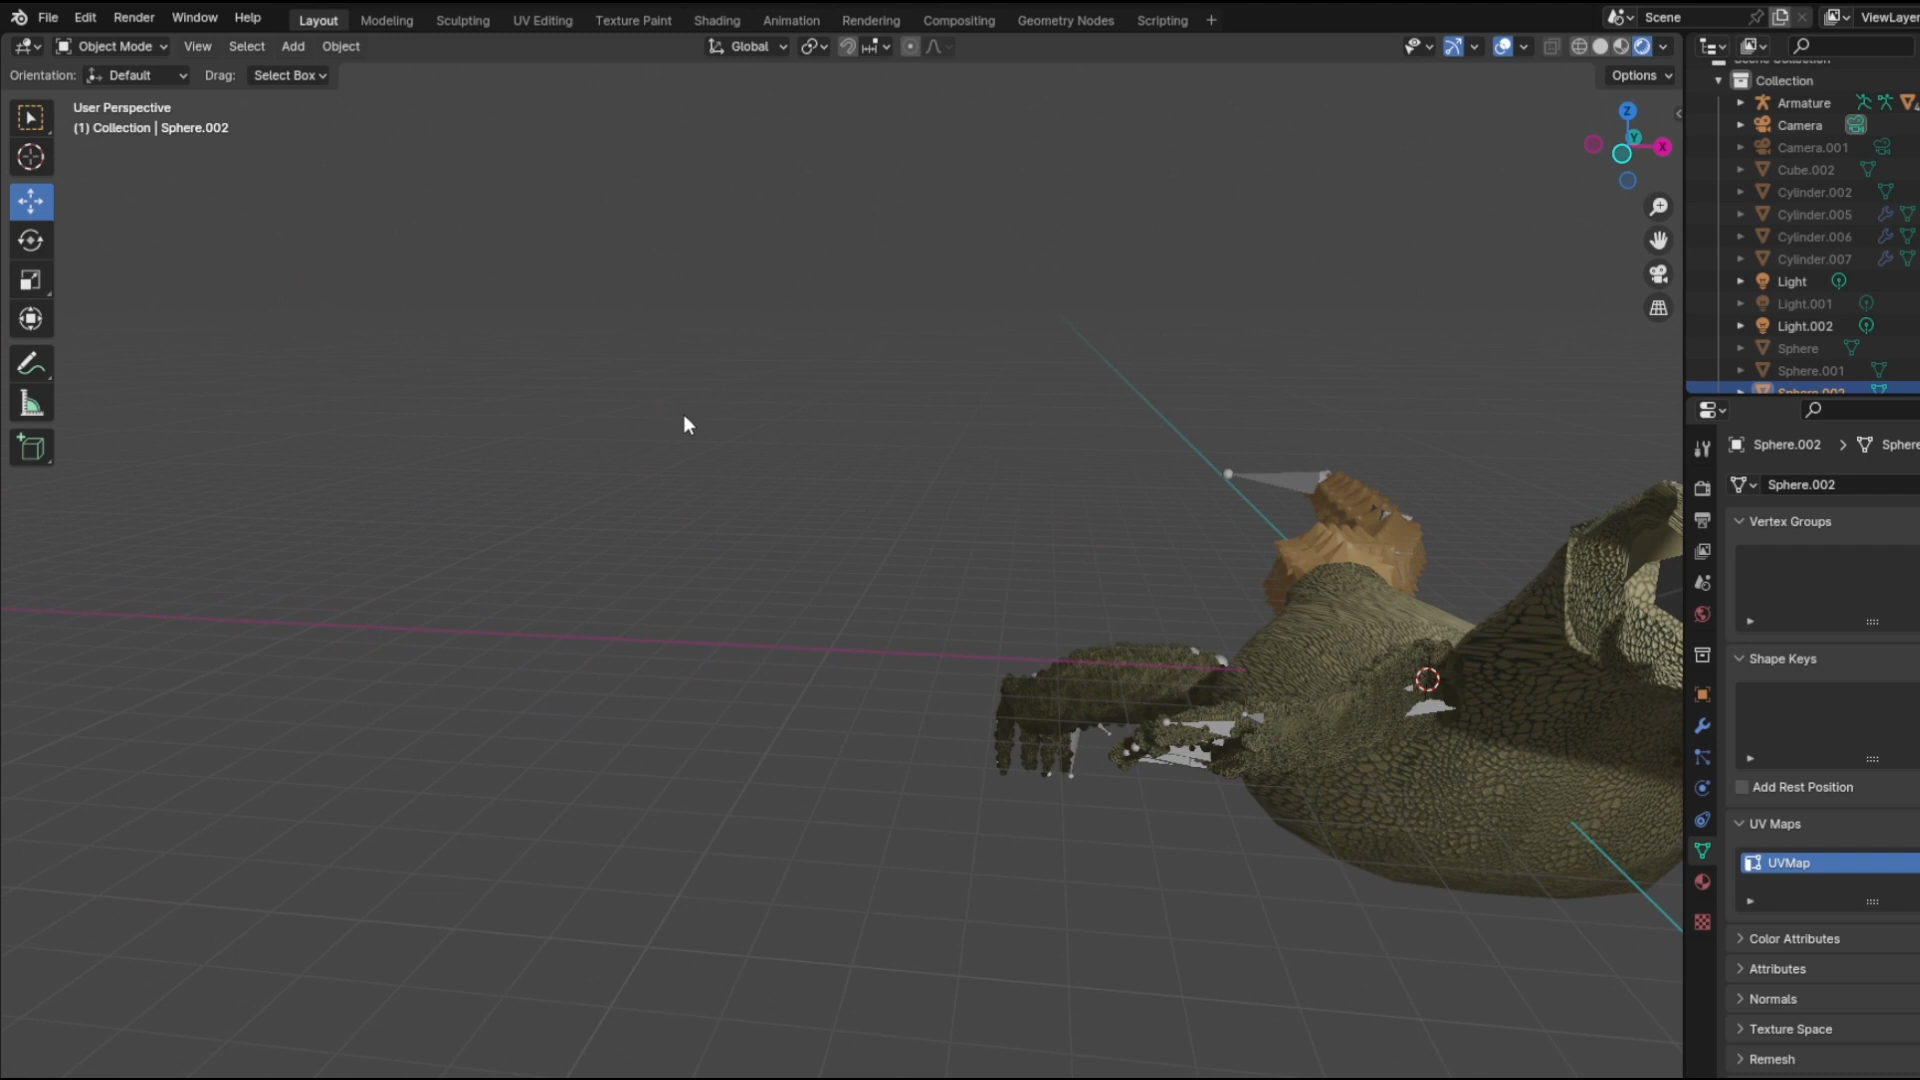 File Edit Render Window Help Layout Modeling Sculpting UV Editing Texture Paint Shading Animation Rendering Compositing Geometry Nodes Scripting + Scene ViewLayer
Object Mode View Select Add Object Global
Orientation: Default Drag: Select Box Options
User Perspective
(1) Collection | Sphere.002
Z
Y
X
Collection
Armature
Camera
Camera.001
Cube.002
Cylinder.002
Cylinder.005
Cylinder.006
Cylinder.007
Light
Light.001
Light.002
Sphere
Sphere.001
Sphere.002
Sphere.002 > Sphere
Sphere.002
Vertex Groups
Shape Keys
Add Rest Position
UV Maps
UVMap
Color Attributes
Attributes
Normals
Texture Space
Remesh